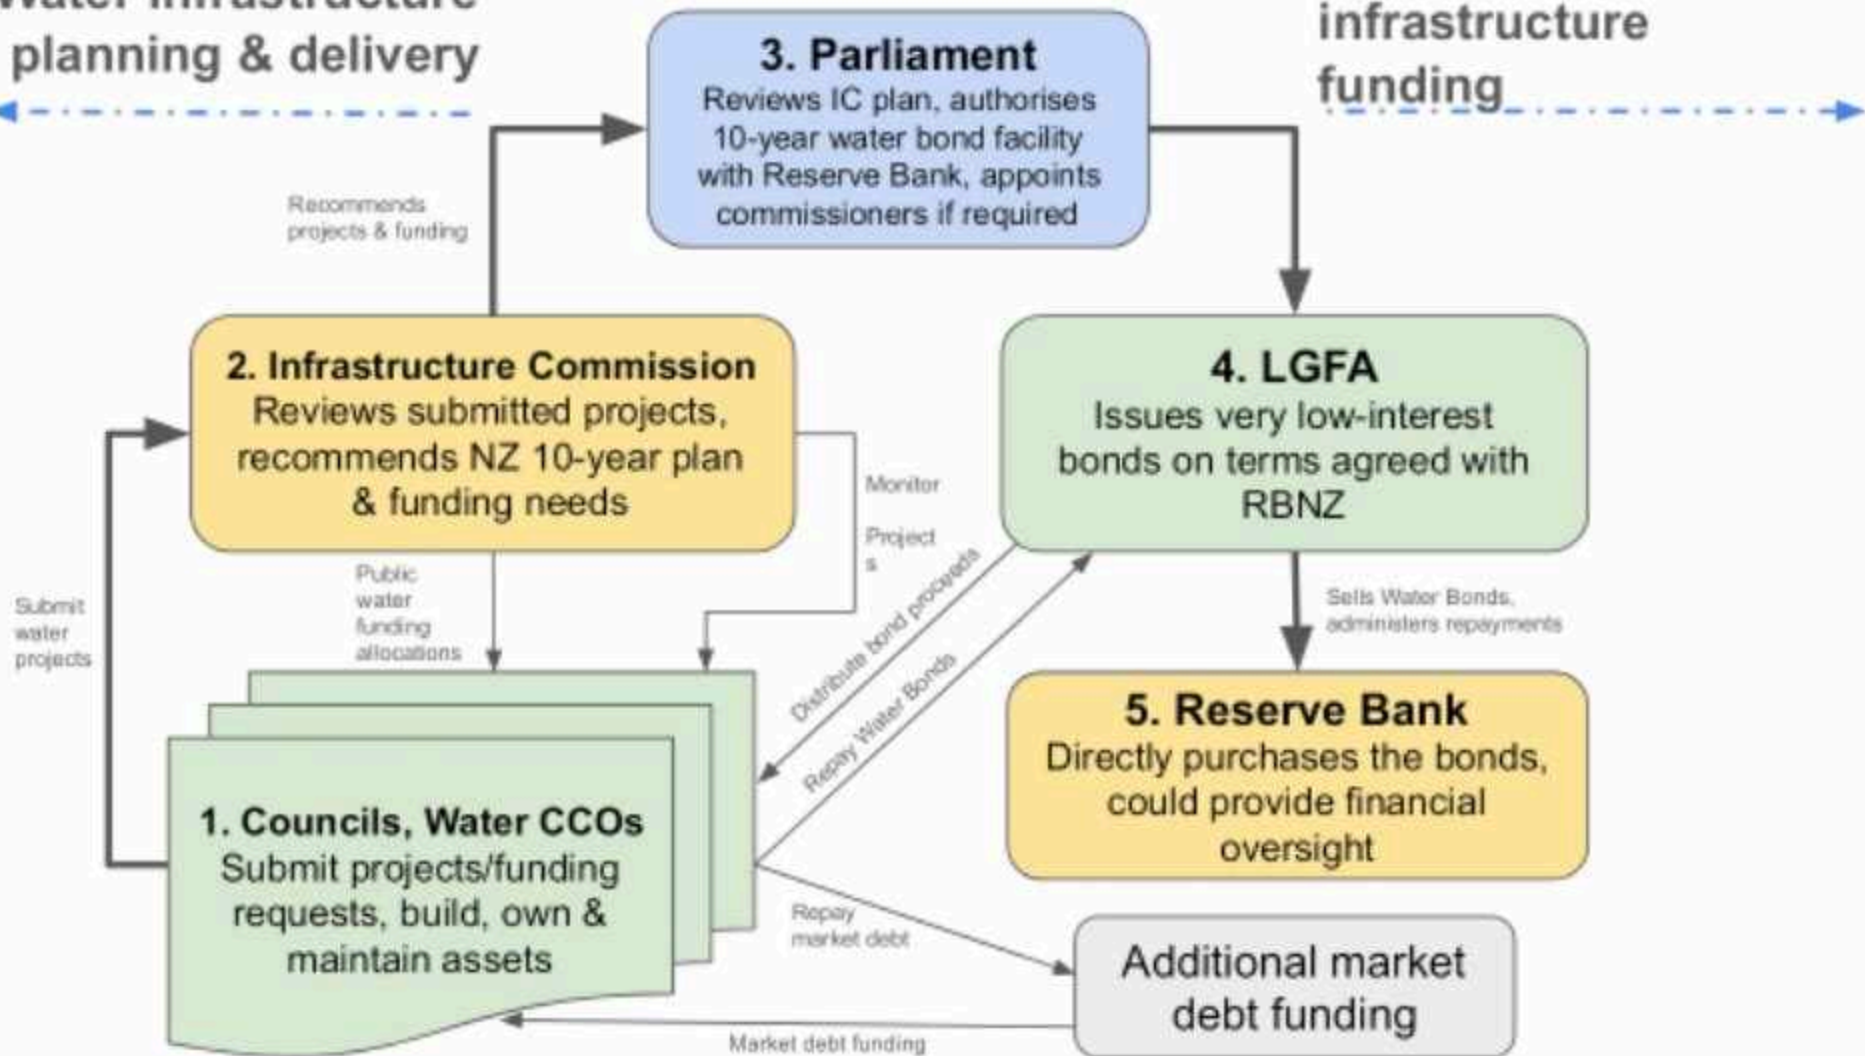 Water infrastructure
planning & delivery
infrastructure
funding
3. Parliament
Reviews IC plan, authorises
10-year water bond facility
with Reserve Bank, appoints
commissioners if required
Recommends
projects & funding
2. Infrastructure Commission
Reviews submitted projects,
recommends NZ 10-year plan
& funding needs
4. LGFA
Issues very low-interest
bonds on terms agreed with
RBNZ
Monitor
Project
s
Submit
water
projects
Public
water
funding
allocations
Distribute bond proceeds
Repay Water Bonds
Sells Water Bonds,
administers repayments
1. Councils, Water CCOs
Submit projects/funding
requests, build, own &
maintain assets
5. Reserve Bank
Directly purchases the bonds,
could provide financial
oversight
Repay
market debt
Additional market
debt funding
Market debt funding